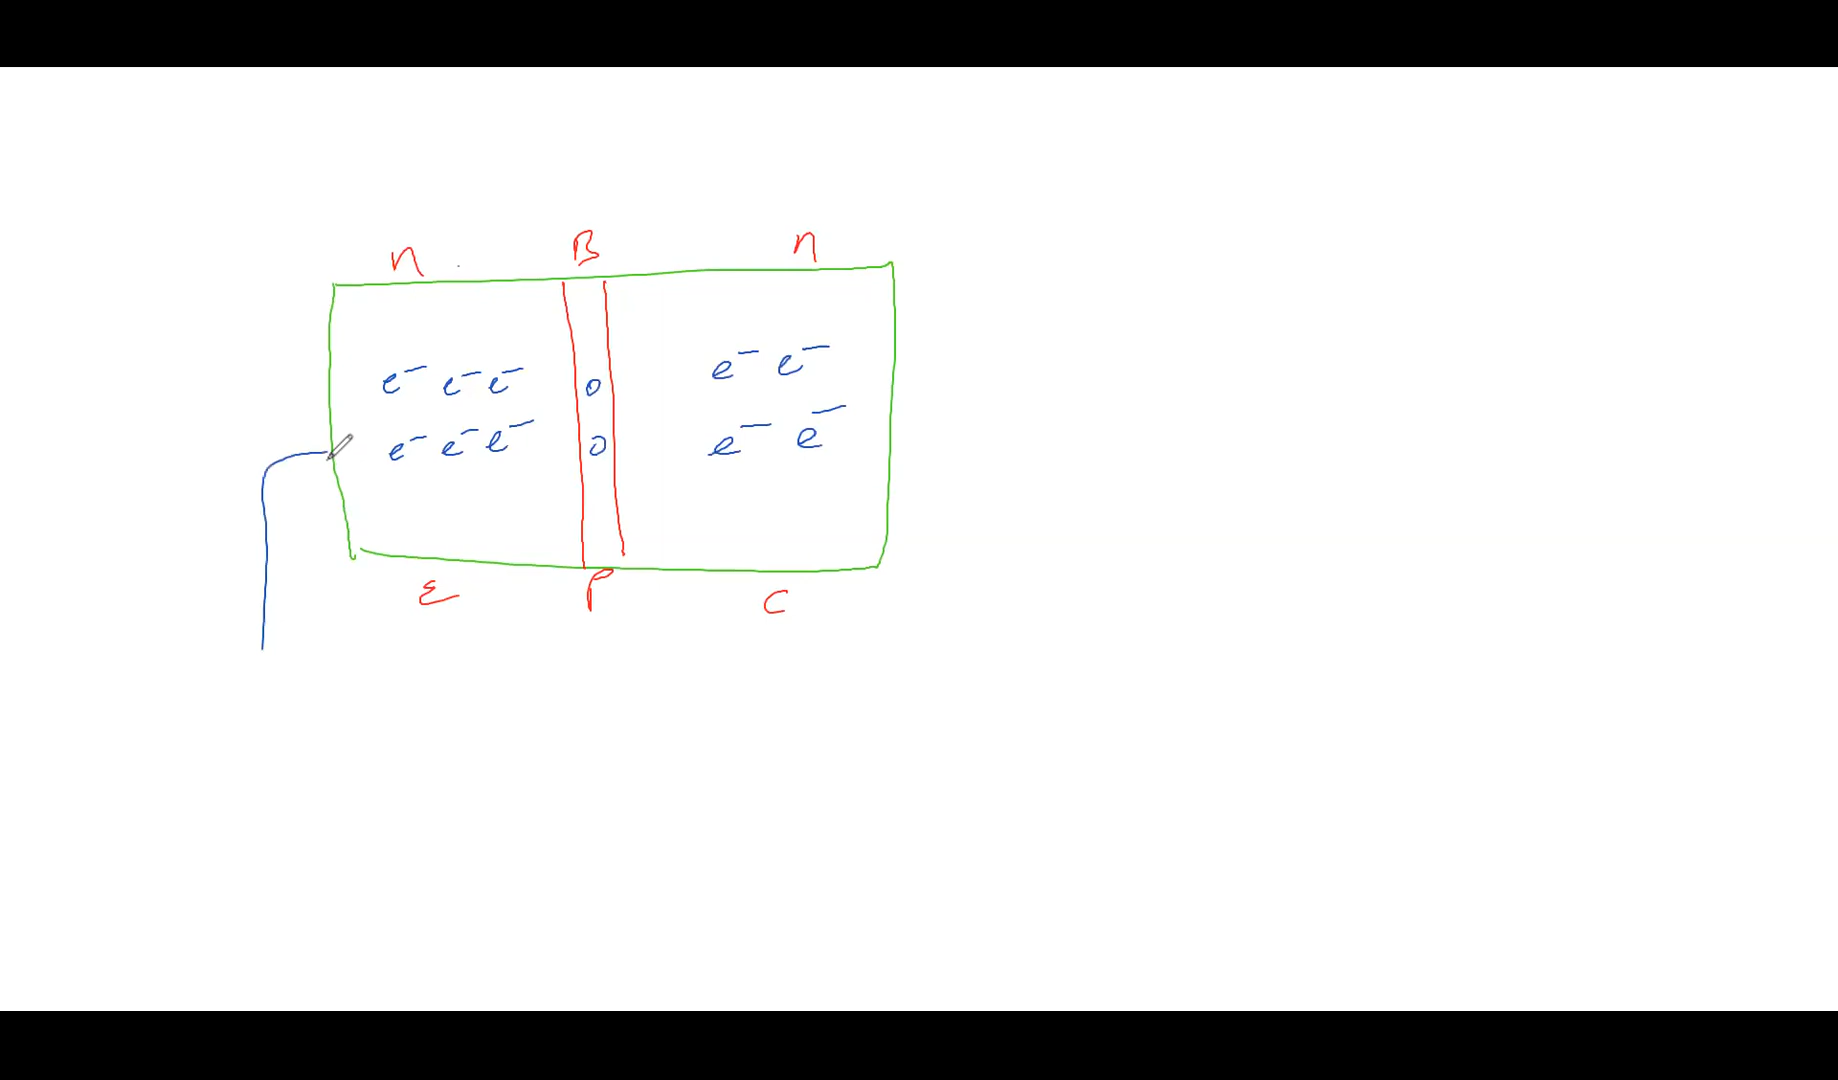 n B n
e⁻ e⁻ e⁻ o e⁻ e⁻
e⁻ e⁻ e⁻ o e⁻ e⁻
E P C